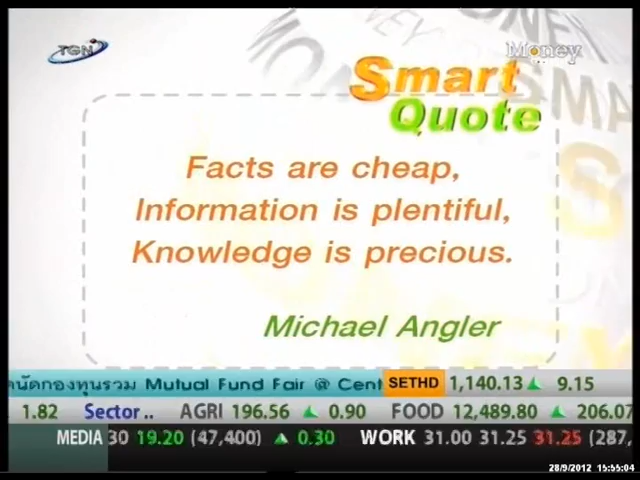 TGN
Money
Smart
Quote
Facts are cheap,
Information is plentiful,
Knowledge is precious.
Michael Angler
นัดกองทุนรวม Mutual Fund Fair @ Cent SETHD 1,140.13 ▲ 9.15
1.82 Sector .. AGRI 196.56 ▲ 0.90 FOOD 12,489.80 ▲ 206.07
MEDIA 30 19.20 (47,400) ▲ 0.30 WORK 31.00 31.25 31.25 (287,
28/9/2012 15:55:04